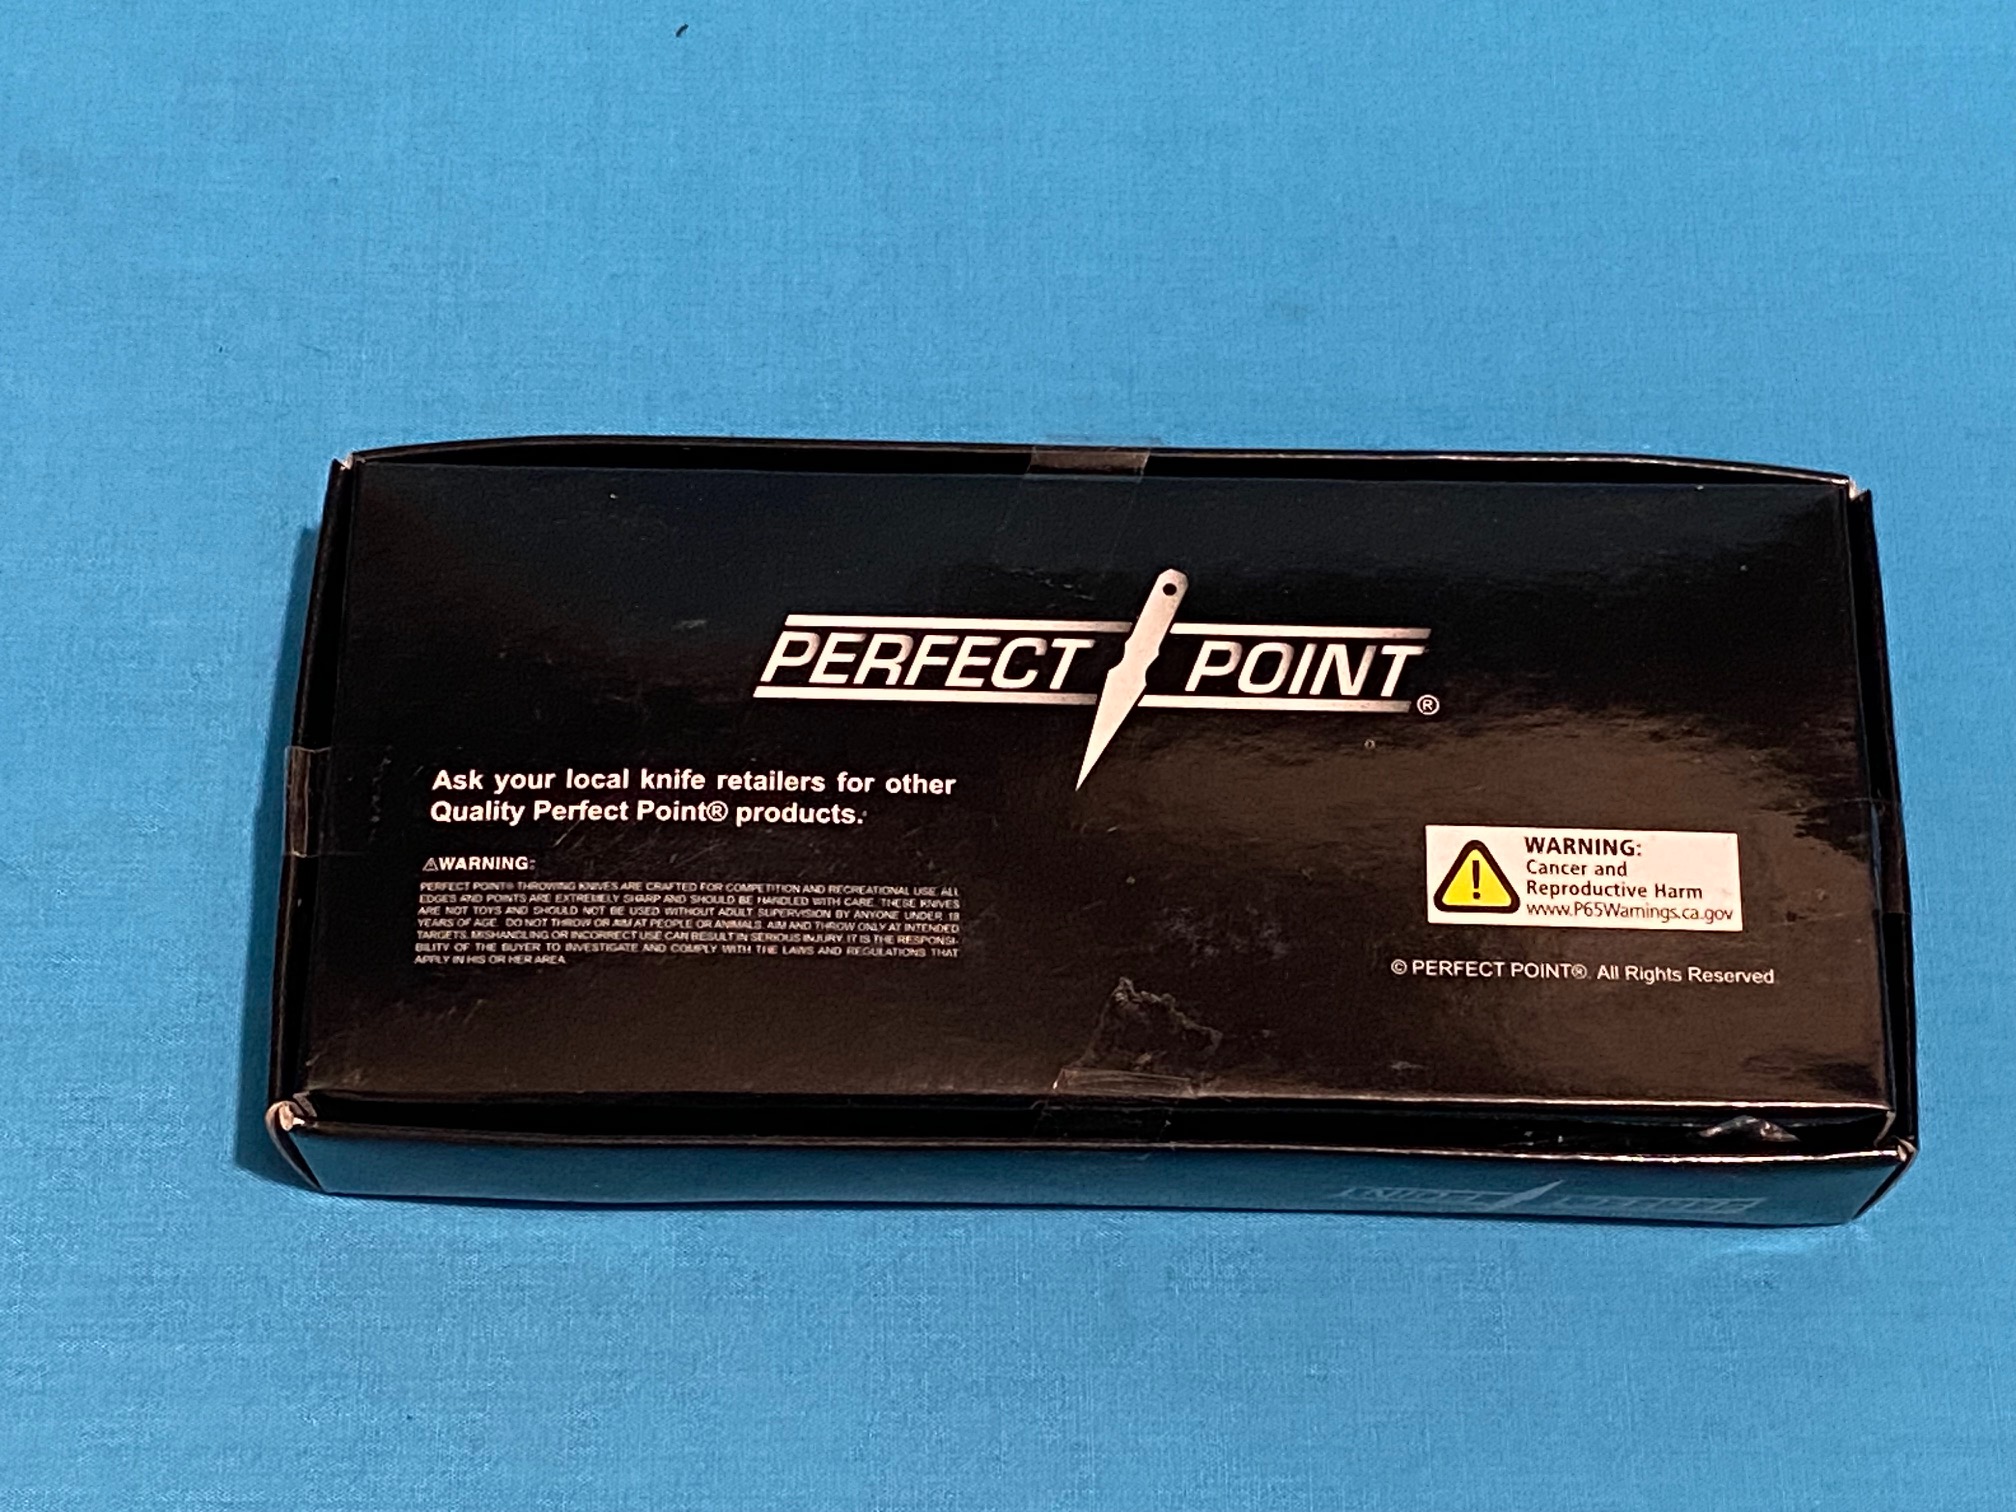 PERFECT POINT®
Ask your local knife retailers for other
Quality Perfect Point® products.
⚠WARNING:
PERFECT POINT® THROWING KNIVES ARE CRAFTED FOR COMPETITION AND RECREATIONAL USE. ALL
EDGES AND POINTS ARE EXTREMELY SHARP AND SHOULD BE HANDLED WITH CARE. THESE KNIVES
ARE NOT TOYS AND SHOULD NOT BE USED WITHOUT ADULT SUPERVISION BY ANYONE UNDER 18
YEARS OF AGE. DO NOT THROW OR AIM AT PEOPLE OR ANIMALS. AIM AND THROW ONLY AT INTENDED
TARGETS. MISHANDLING OR INCORRECT USE CAN RESULT IN SERIOUS INJURY. IT IS THE RESPONSI-
BILITY OF THE BUYER TO INVESTIGATE AND COMPLY WITH THE LAWS AND REGULATIONS THAT
APPLY IN HIS OR HER AREA.
WARNING:
Cancer and
Reproductive Harm
www.P65Warnings.ca.gov
© PERFECT POINT®. All Rights Reserved
PERFECT POINT